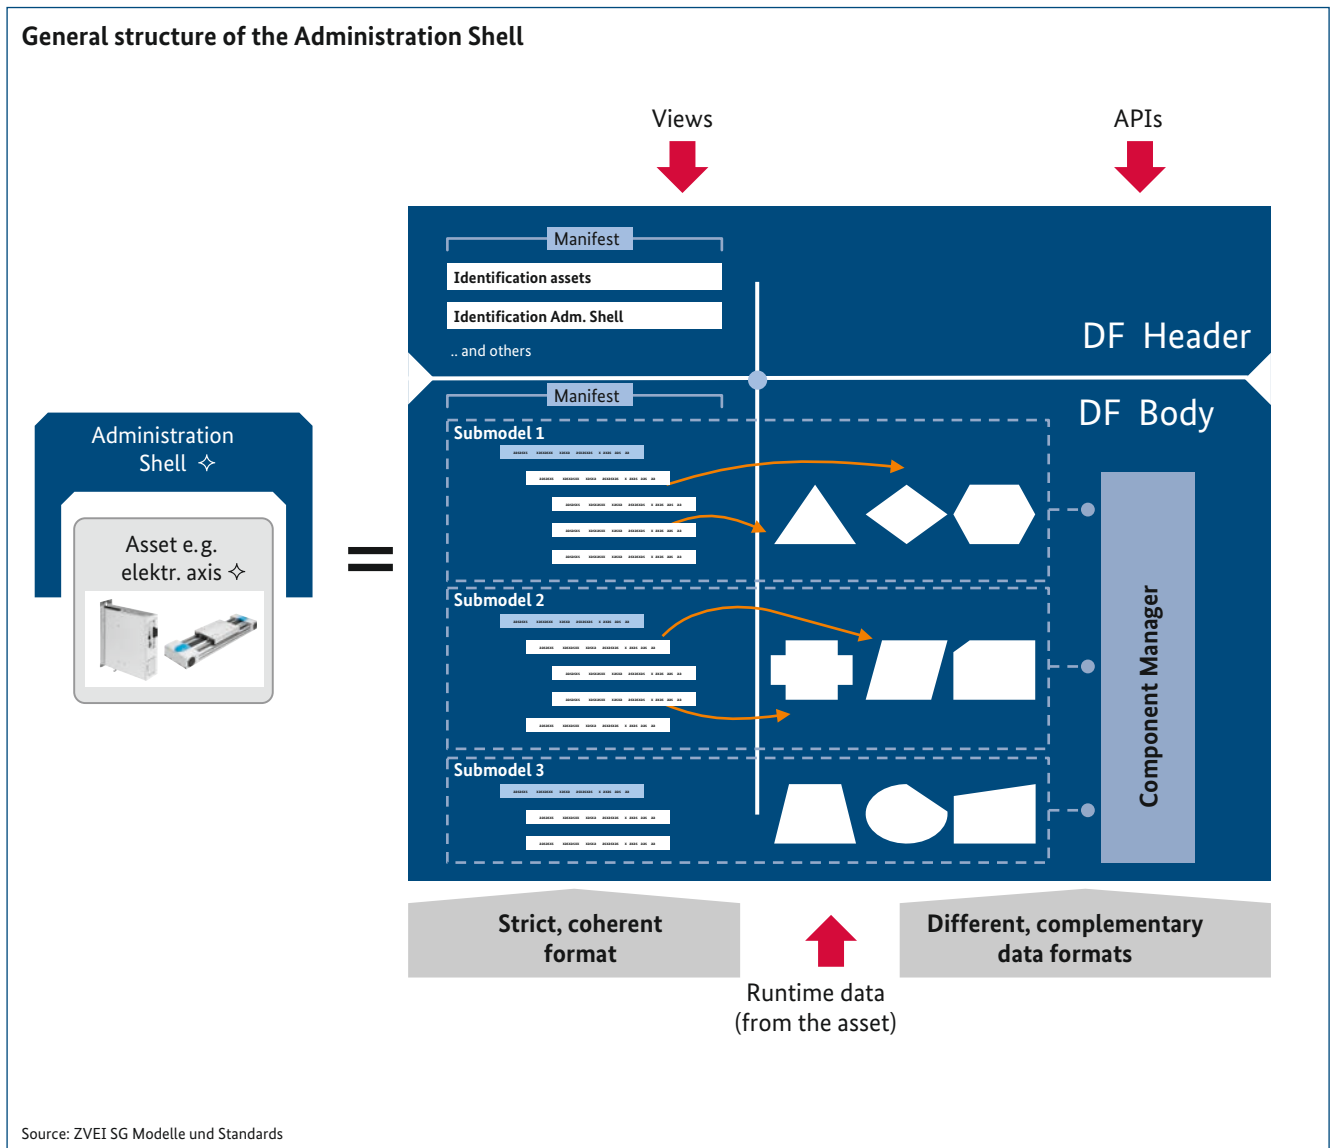 General structure of the Administration Shell
Views
APIs
Manifest
Identification assets
Identification Adm. Shell
.. and others
DF Header
Manifest
DF Body
Administration
Shell
Asset e.g.
elektr. axis
=
Submodel 1
Submodel 2
Submodel 3
Component Manager
Strict, coherent
format
Different, complementary
data formats
Runtime data
(from the asset)
Source: ZVEI SG Modelle und Standards